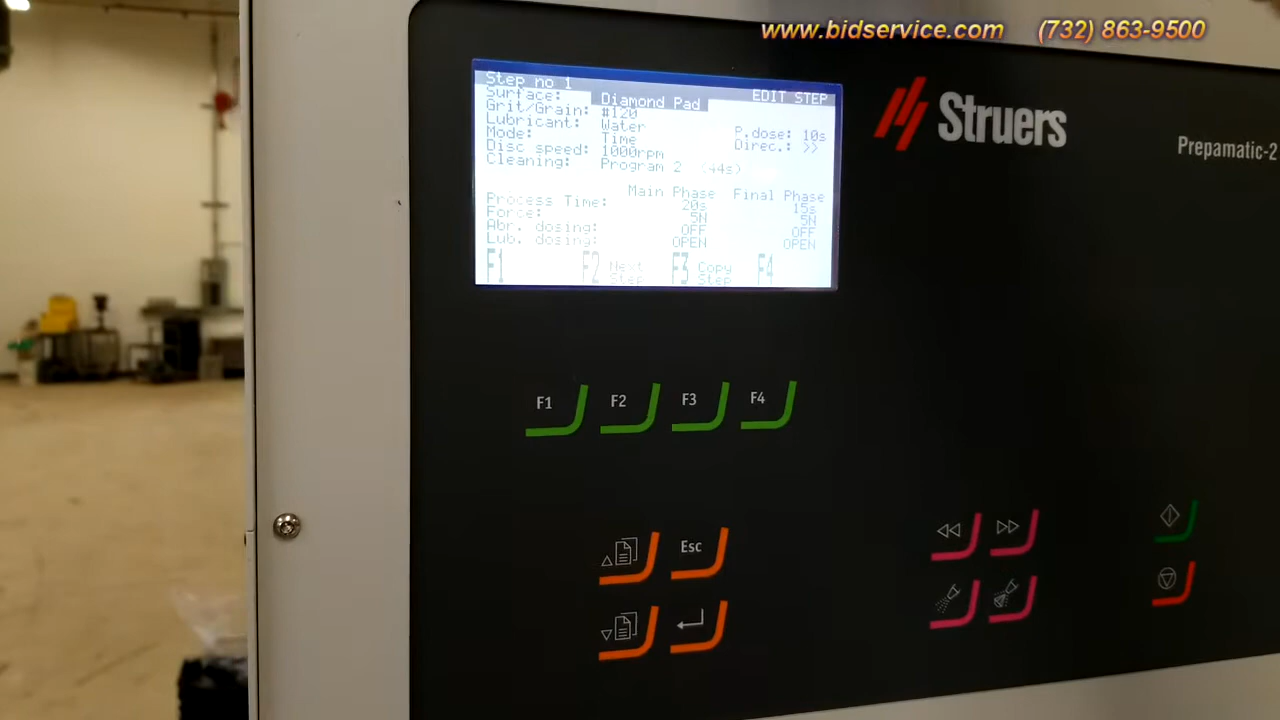 www.bidservice.com (732) 863-9500
Step no 1 EDIT STEP
Surface: Diamond Pad
Grit/Grain: #120
Lubricant: Water P.dose: 10s
Mode: Time Direc.: >>
Disc speed: 1000rpm
Cleaning: Program 2 (44s)
Main Phase Final Phase
Process Time: 20s 15s
Force: 5N 5N
Abr. dosing: OFF OFF
Lub. dosing: OPEN OPEN
F1 F2 Next Step F3 Copy Step F4
Struers
Prepamatic-2
F1 F2 F3 F4
Esc